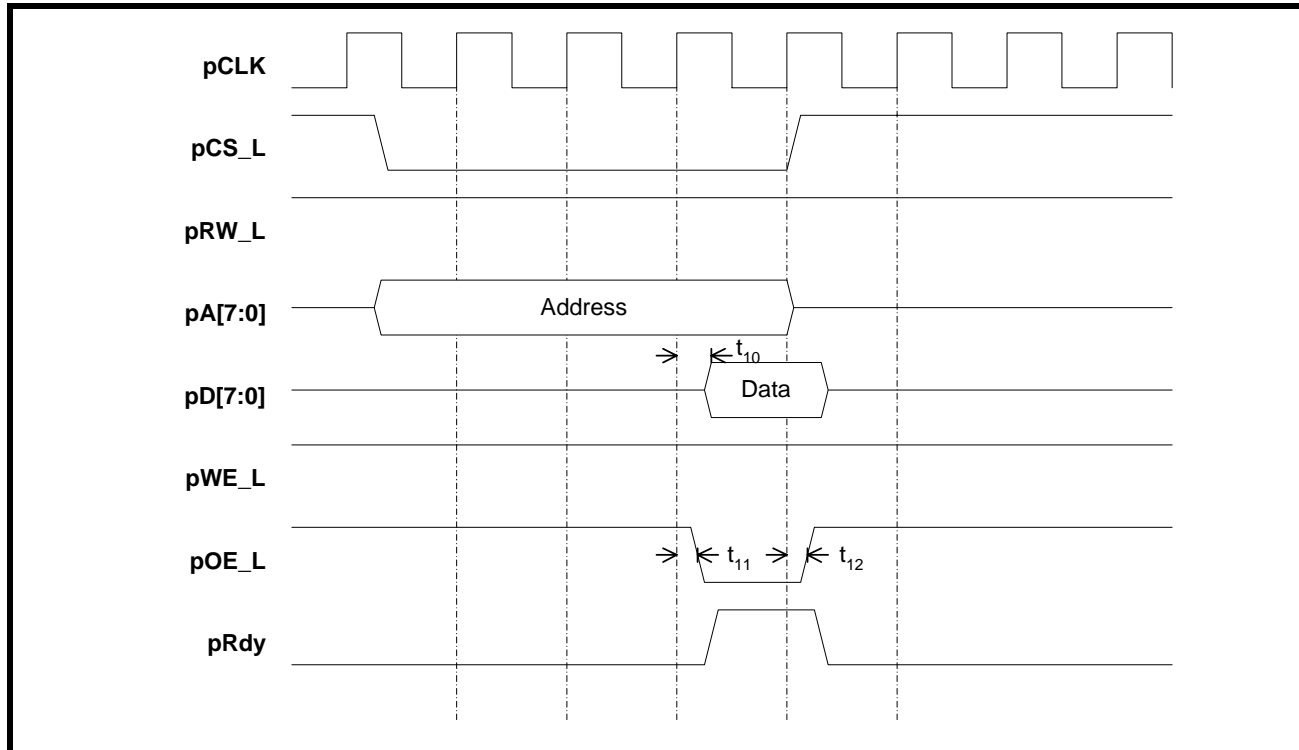 pCLK
pCS_L
pRW_L
pA[7:0]
Address
t10
pD[7:0]
Data
pWE_L
pOE_L
t11
t12
pRdy